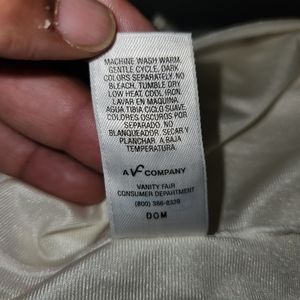 MACHINE WASH WARM,
GENTLE CYCLE, DARK
COLORS SEPARATELY. NO
BLEACH. TUMBLE DRY
LOW HEAT, COOL IRON.
LAVAR EN MAQUINA,
AGUA TIBIA CICLO SUAVE.
COLORES OSCUROS POR
SEPARADO. NO
BLANQUEADOR. SECAR Y
PLANCHAR A BAJA
TEMPERATURA.
A VF COMPANY
VANITY FAIR
CONSUMER DEPARTMENT
(800) 366-8329
DOM